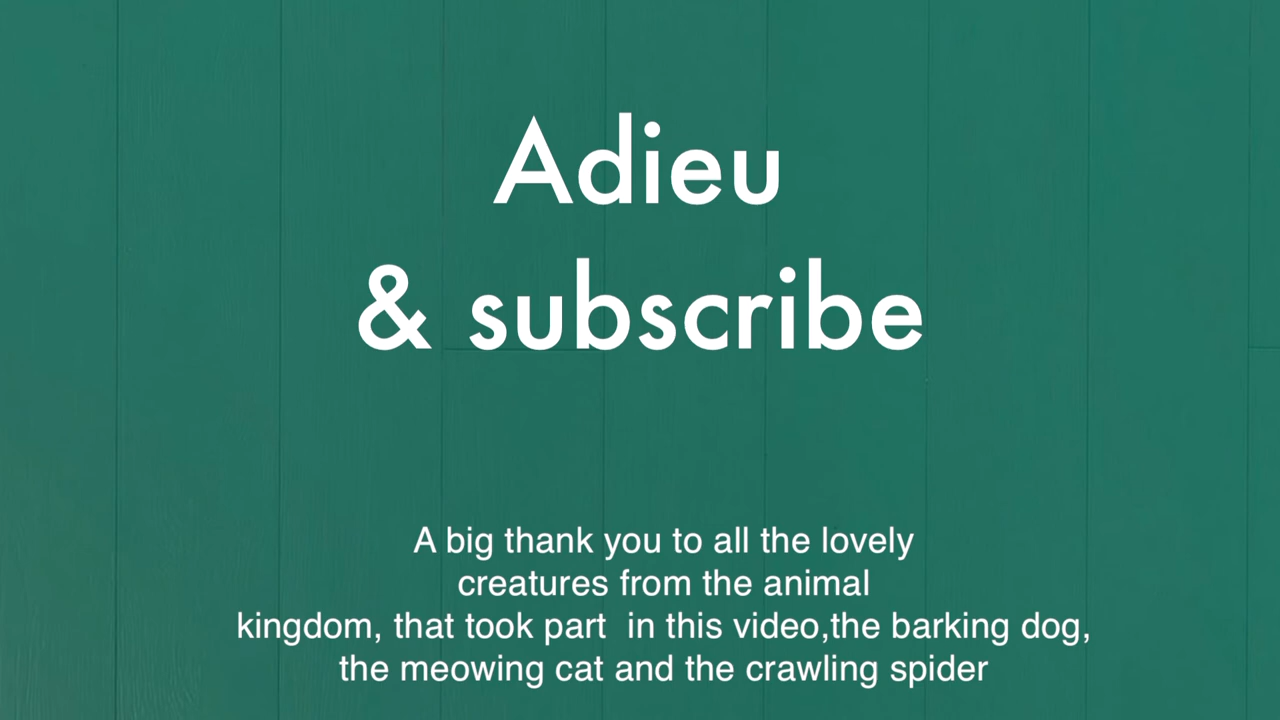 Adieu
& subscribe
A big thank you to all the lovely
creatures from the animal
kingdom, that took part  in this video,the barking dog,
the meowing cat and the crawling spider